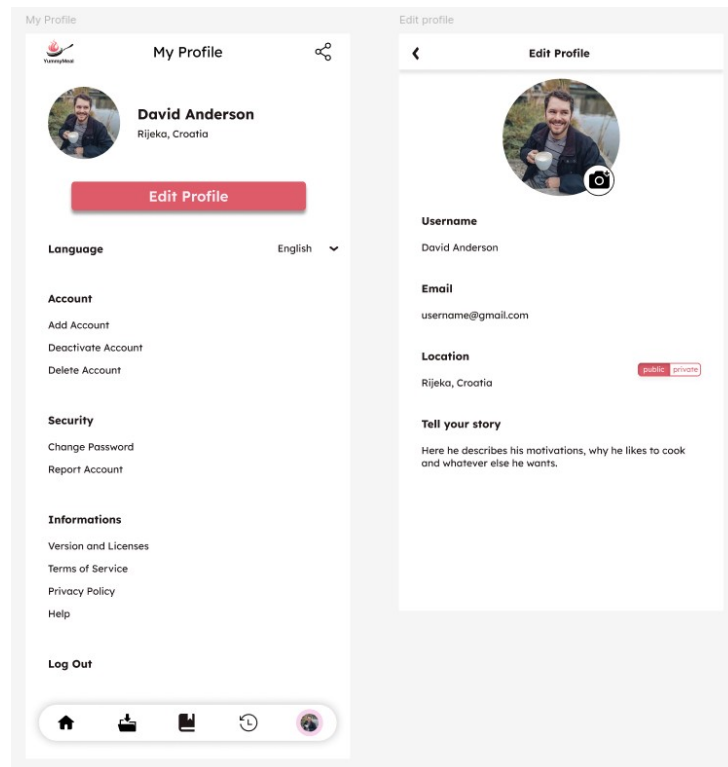 My Profile
YummyMeal
My Profile
David Anderson
Rijeka, Croatia
Edit Profile
Language
English
Account
Add Account
Deactivate Account
Delete Account
Security
Change Password
Report Account
Informations
Version and Licenses
Terms of Service
Privacy Policy
Help
Log Out
Edit profile
Edit Profile
Username
David Anderson
Email
username@gmail.com
Location
public private
Rijeka, Croatia
Tell your story
Here he describes his motivations, why he likes to cook
and whatever else he wants.